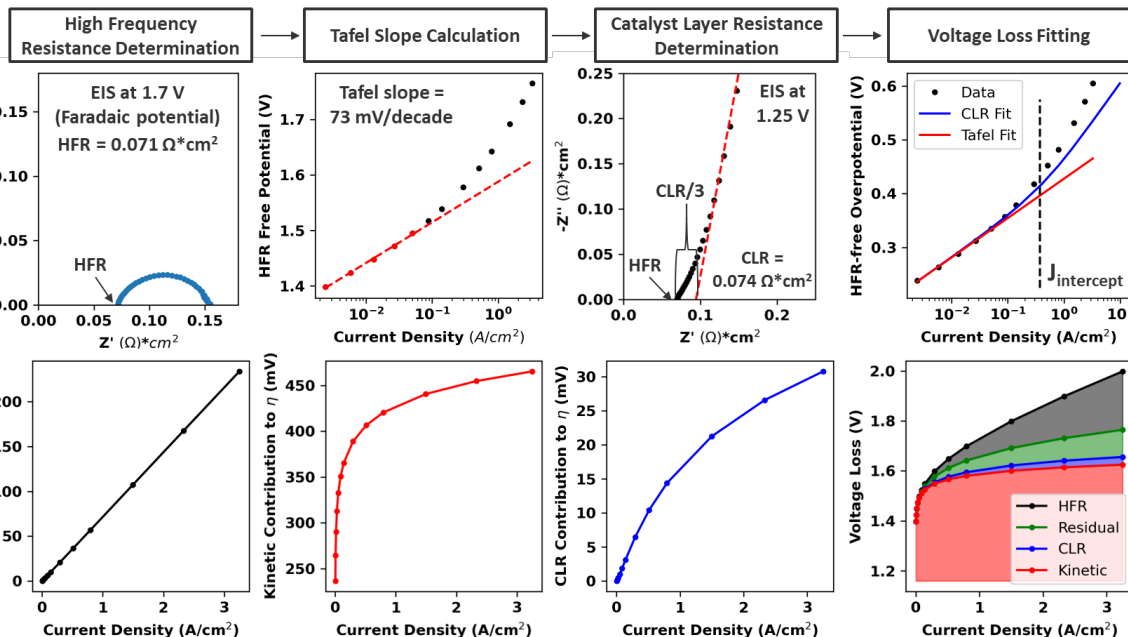 High Frequency
Resistance Determination
Tafel Slope Calculation
Catalyst Layer Resistance
Determination
Voltage Loss Fitting
EIS at 1.7 V
(Faradaic potential)
HFR = 0.071 Ω*cm²
HFR
0.15
0.10
0.05
0.00
0.00 0.05 0.10 0.15
Z' (Ω)*cm²
Tafel slope =
73 mV/decade
HFR Free Potential (V)
1.7
1.6
1.5
1.4
10⁻² 10⁻¹ 10⁰
Current Density (A/cm²)
EIS at
1.25 V
CLR/3
HFR
CLR =
0.074 Ω*cm²
-Z'' (Ω)*cm²
0.25
0.20
0.15
0.10
0.05
0.00
0.0 0.1 0.2
Z' (Ω)*cm²
HFR-free Overpotential (V)
0.6
0.5
0.4
0.3
Data
CLR Fit
Tafel Fit
Jintercept
10⁻² 10⁻¹ 10⁰ 10¹
Current Density (A/cm²)
200
150
100
50
0
0 1 2 3
Current Density (A/cm²)
Kinetic Contribution to η (mV)
450
400
350
300
250
0 1 2 3
Current Density (A/cm²)
CLR Contribution to η (mV)
30
25
20
15
10
5
0
0 1 2 3
Current Density (A/cm²)
Voltage Loss (V)
2.0
1.8
1.6
1.4
1.2
HFR
Residual
CLR
Kinetic
0 1 2 3
Current Density (A/cm²)